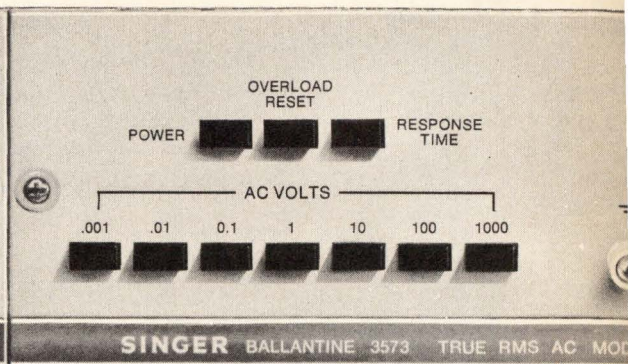 OVERLOAD
RESET
POWER
RESPONSE
TIME
AC VOLTS
.001 .01 0.1 1 10 100 1000
SINGER BALLANTINE 3573 TRUE RMS AC MOD